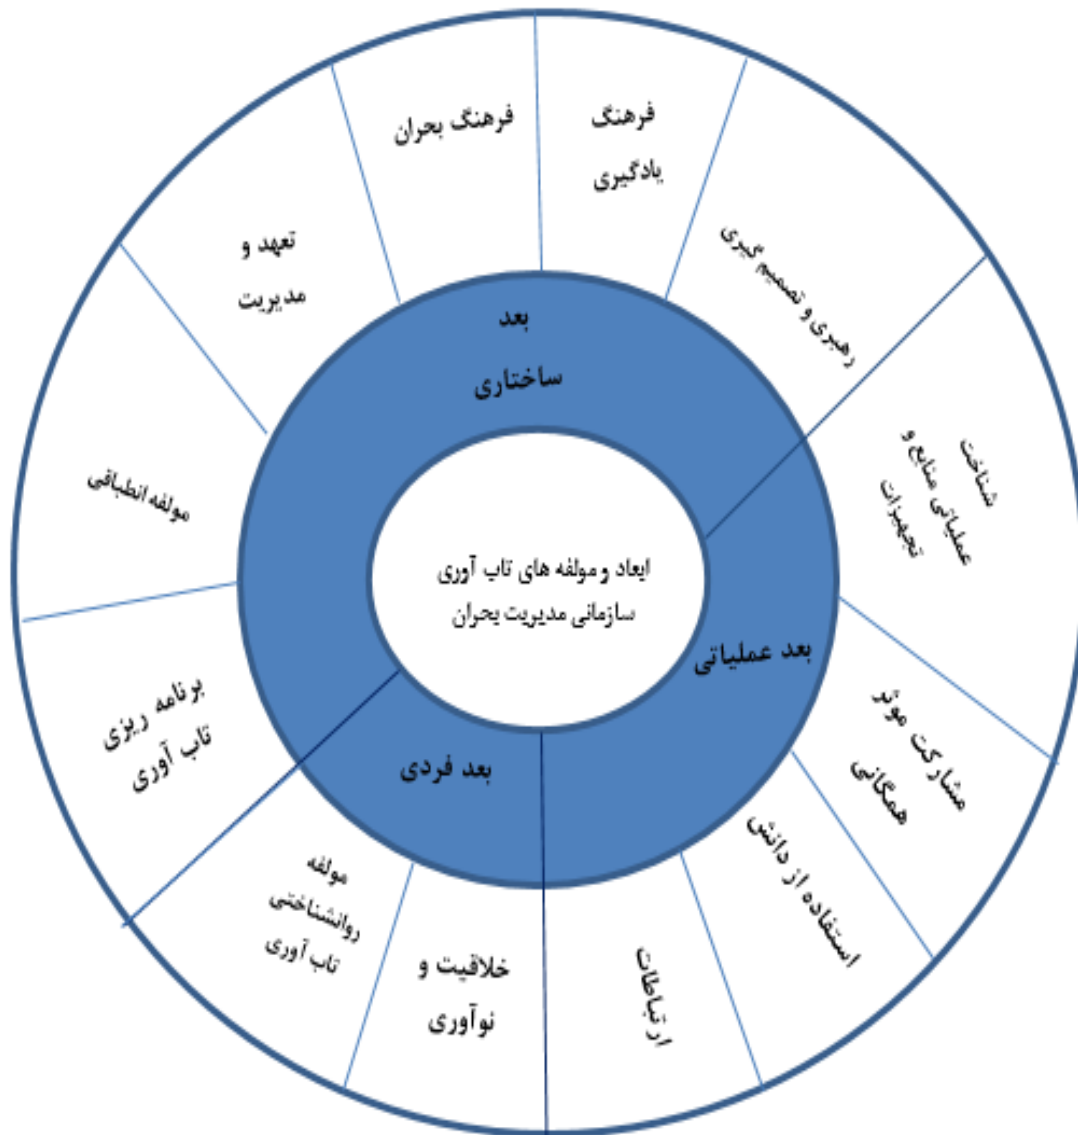 فرهنگ
یادگیری
فرهنگ بحران
تعهد و
مدیریت
مولفه انطباقی
برنامه ریزی
تاب آوری
رهبری و تصمیم گیری
بعد
ساختاری
شناخت
عملیاتی منابع و
تجهیزات
مشارکت موثر
همگانی
استفاده از دانش
ارتباطات
بعد عملیاتی
ابعاد و مولفه های تاب آوری
سازمانی مدیریت بحران
بعد فردی
مولفه
روانشناختی
تاب آوری
خلاقیت و
نوآوری